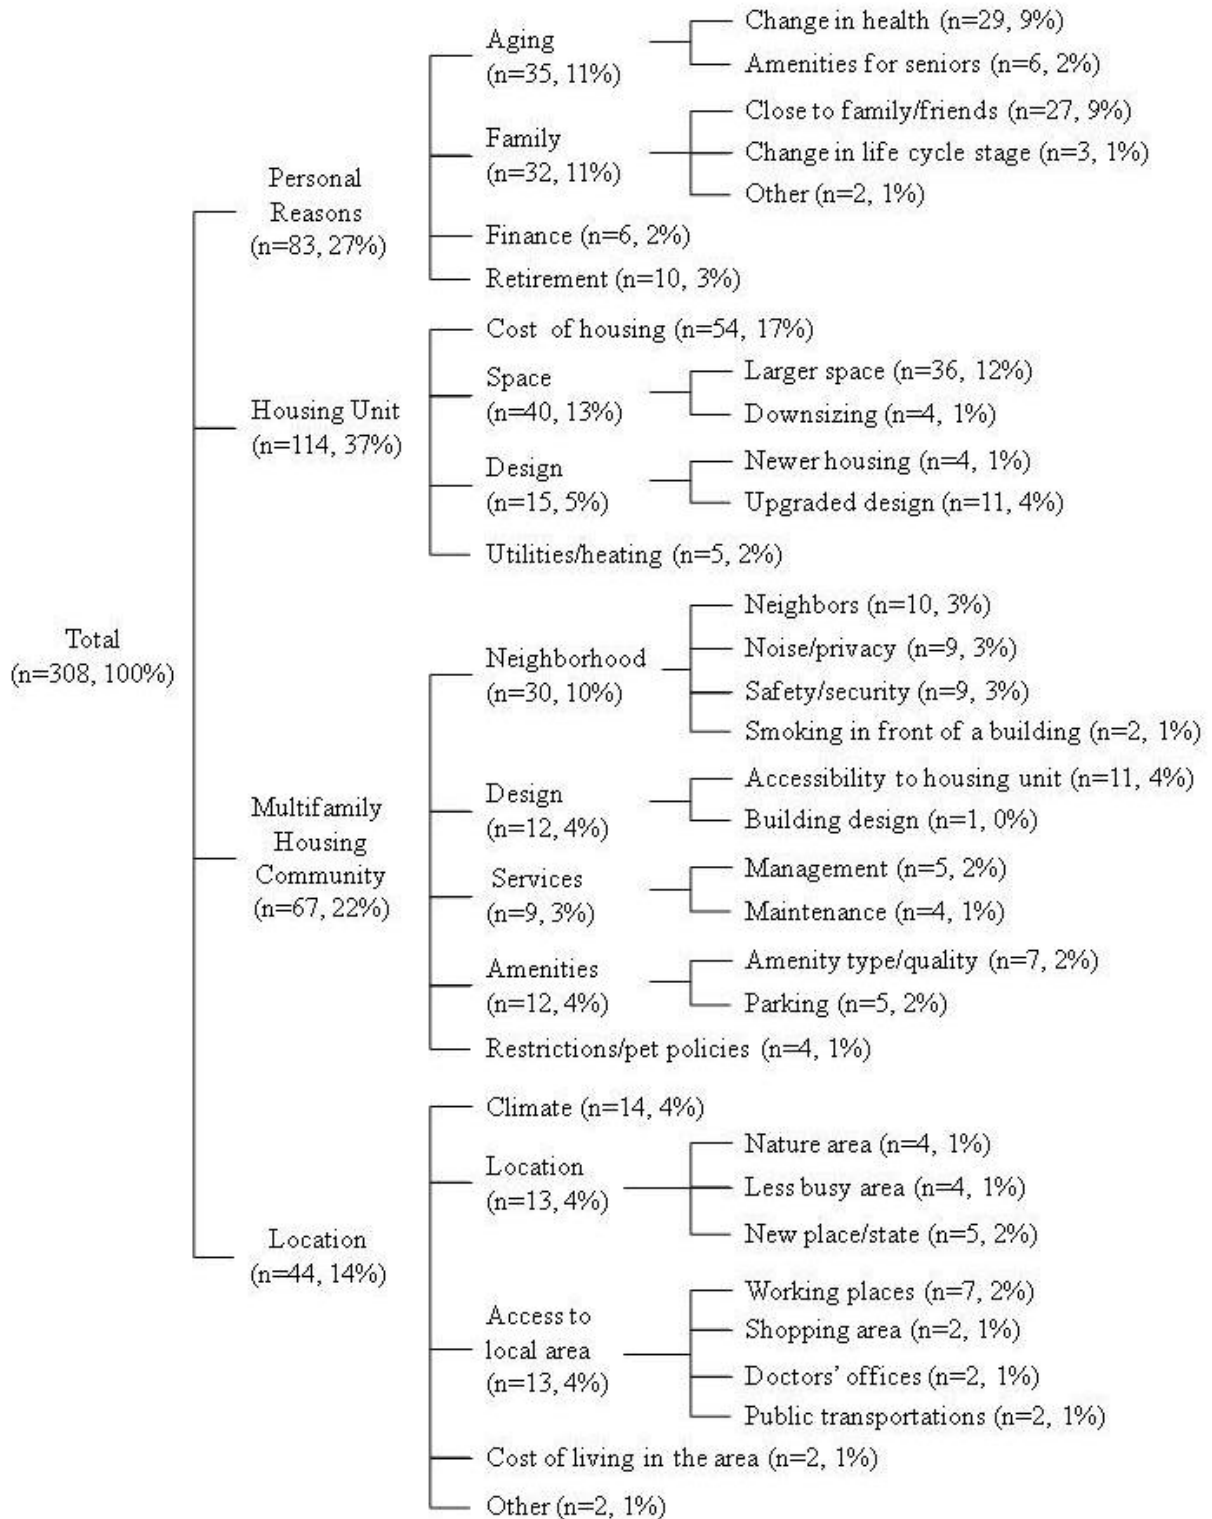 Total
(n=308, 100%)
Personal
Reasons
(n=83, 27%)
Aging
(n=35, 11%)
Change in health (n=29, 9%)
Amenities for seniors (n=6, 2%)
Family
(n=32, 11%)
Close to family/friends (n=27, 9%)
Change in life cycle stage (n=3, 1%)
Other (n=2, 1%)
Finance (n=6, 2%)
Retirement (n=10, 3%)
Housing Unit
(n=114, 37%)
Cost of housing (n=54, 17%)
Space
(n=40, 13%)
Larger space (n=36, 12%)
Downsizing (n=4, 1%)
Design
(n=15, 5%)
Newer housing (n=4, 1%)
Upgraded design (n=11, 4%)
Utilities/heating (n=5, 2%)
Multifamily
Housing
Community
(n=67, 22%)
Neighborhood
(n=30, 10%)
Neighbors (n=10, 3%)
Noise/privacy (n=9, 3%)
Safety/security (n=9, 3%)
Smoking in front of a building (n=2, 1%)
Design
(n=12, 4%)
Accessibility to housing unit (n=11, 4%)
Building design (n=1, 0%)
Services
(n=9, 3%)
Management (n=5, 2%)
Maintenance (n=4, 1%)
Amenities
(n=12, 4%)
Amenity type/quality (n=7, 2%)
Parking (n=5, 2%)
Restrictions/pet policies (n=4, 1%)
Location
(n=44, 14%)
Climate (n=14, 4%)
Location
(n=13, 4%)
Nature area (n=4, 1%)
Less busy area (n=4, 1%)
New place/state (n=5, 2%)
Access to
local area
(n=13, 4%)
Working places (n=7, 2%)
Shopping area (n=2, 1%)
Doctors’ offices (n=2, 1%)
Public transportations (n=2, 1%)
Cost of living in the area (n=2, 1%)
Other (n=2, 1%)